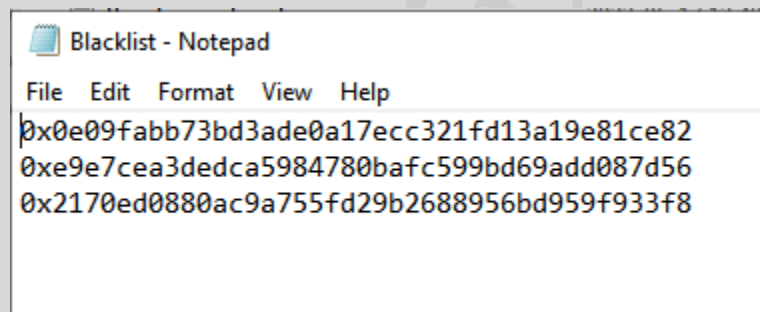 Blacklist - Notepad
File Edit Format View Help
0x0e09fabb73bd3ade0a17ecc321fd13a19e81ce82
0xe9e7cea3dedca5984780bafc599bd69add087d56
0x2170ed0880ac9a755fd29b2688956bd959f933f8